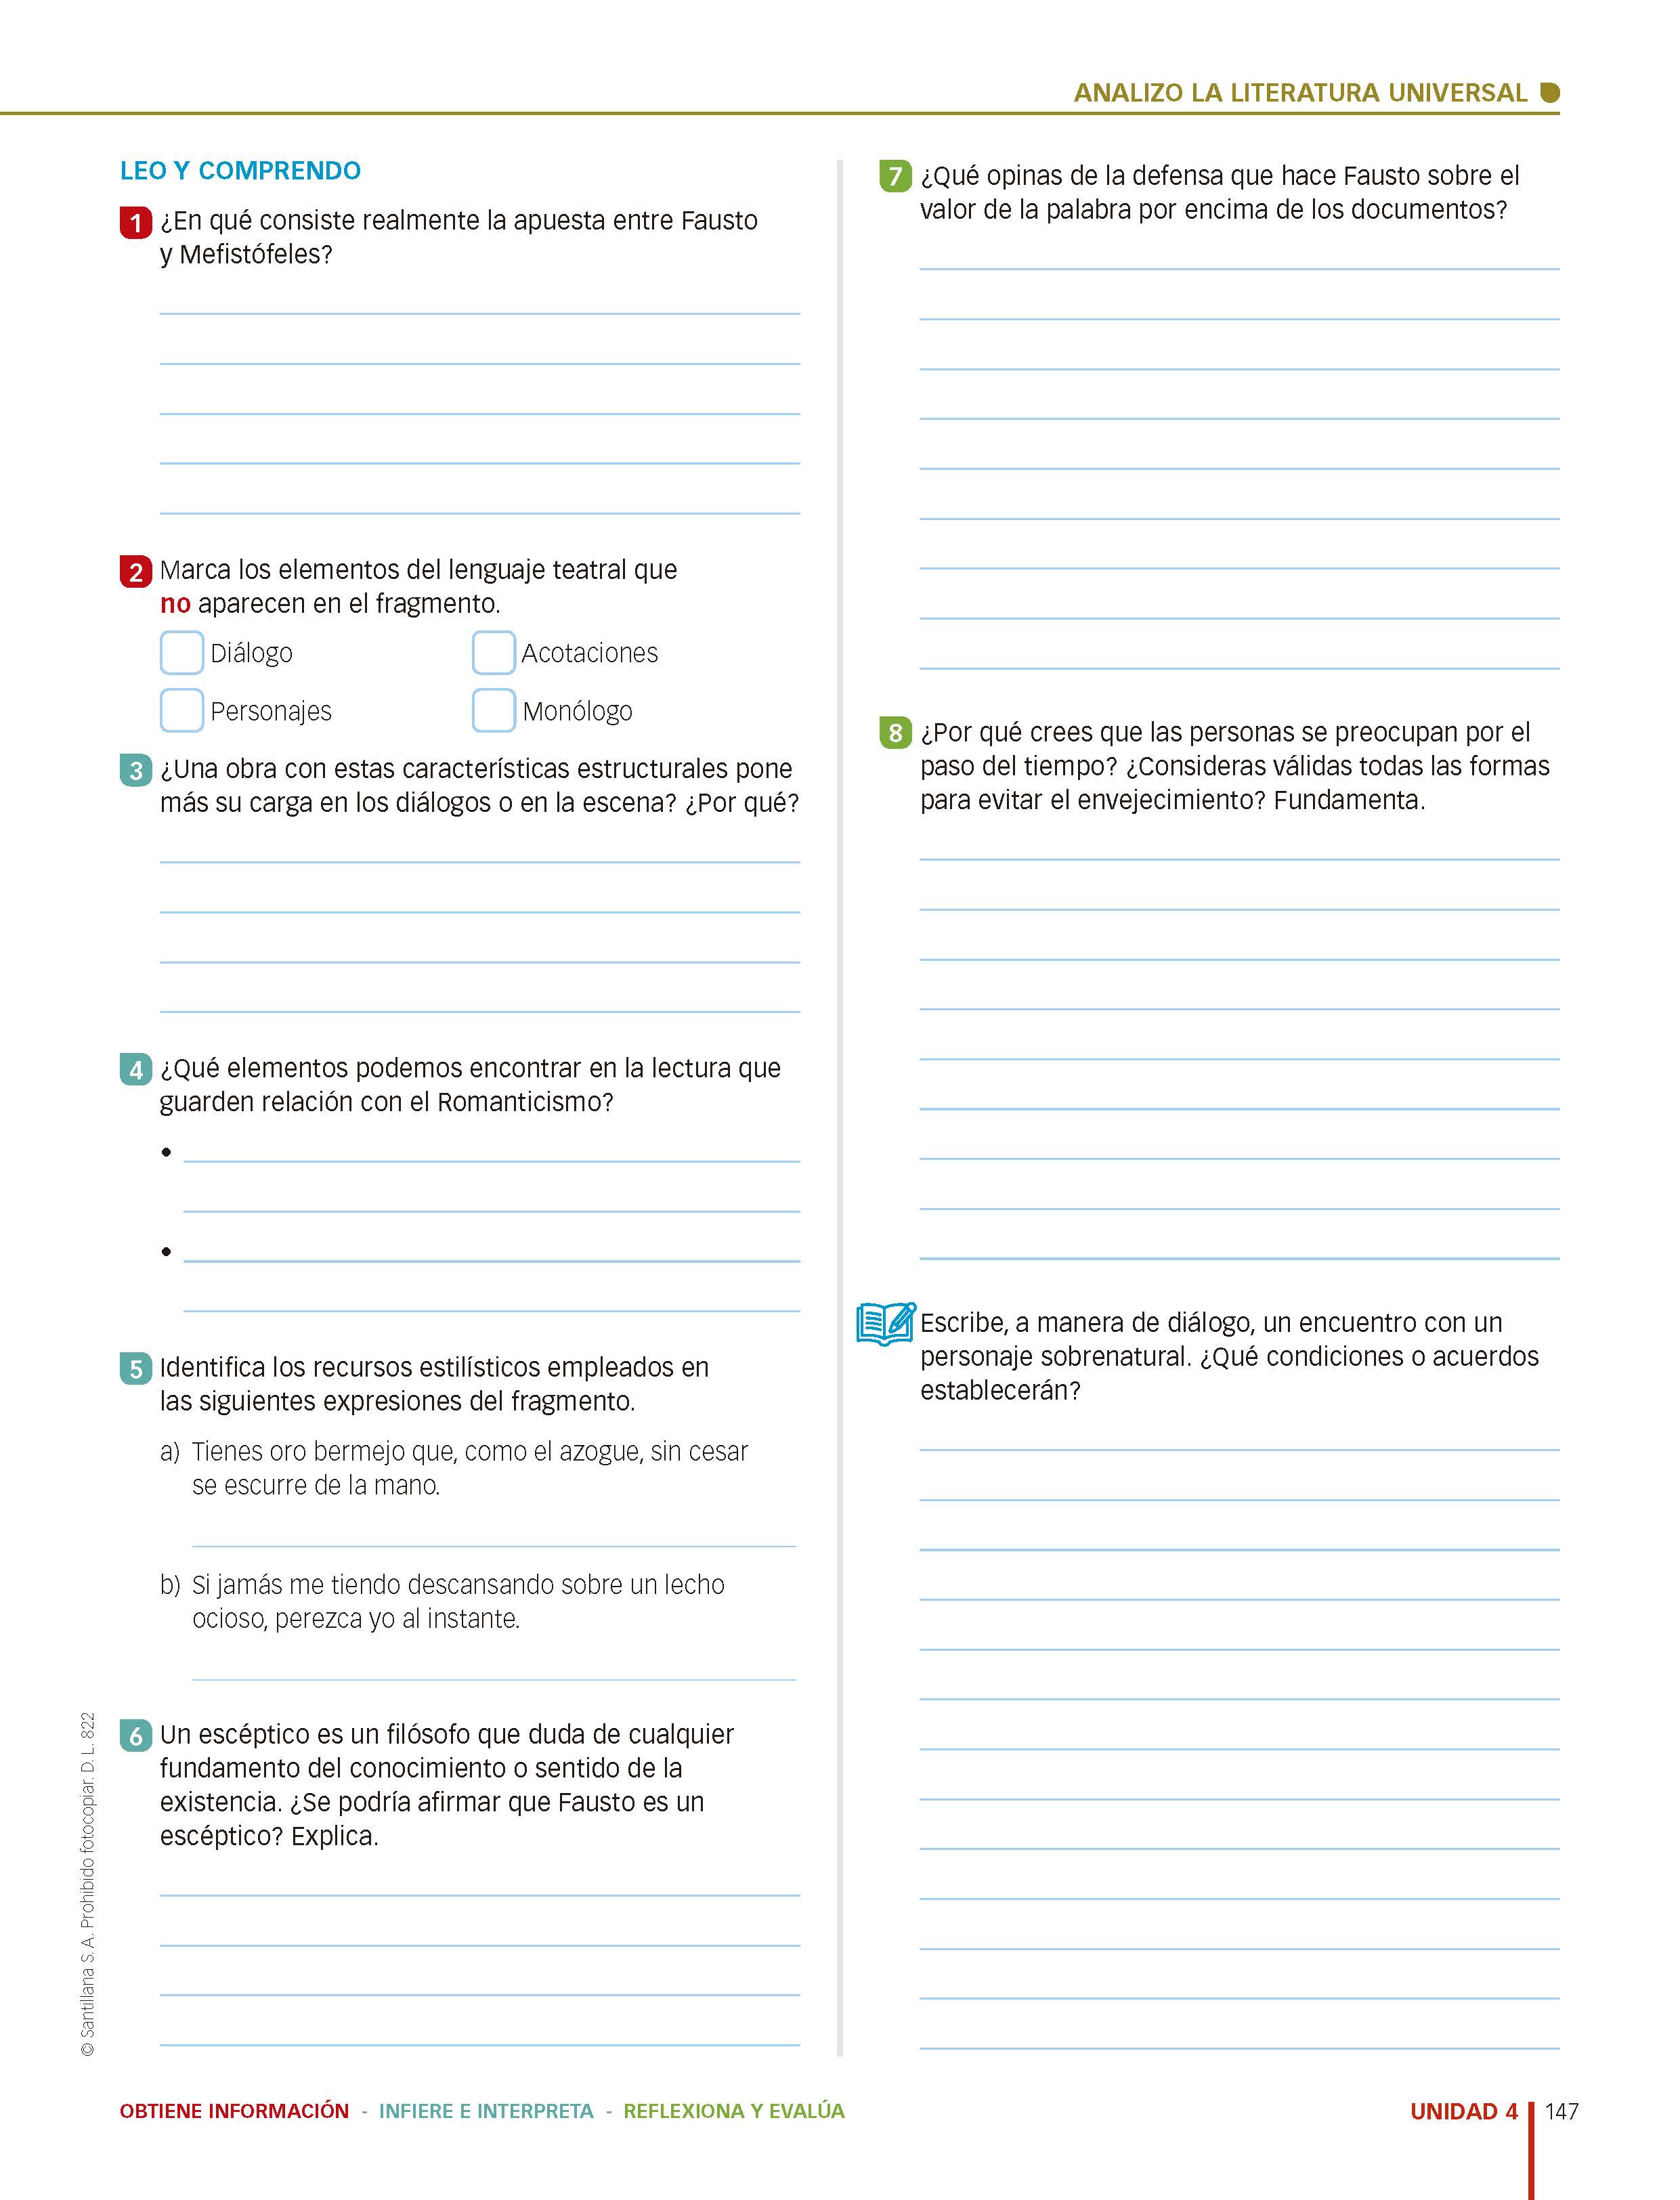 ANALIZO LA LITERATURA UNIVERSAL
LEO Y COMPRENDO
1 ¿En qué consiste realmente la apuesta entre Fausto
y Mefistófeles?
2 Marca los elementos del lenguaje teatral que
no aparecen en el fragmento.
Diálogo
Acotaciones
Personajes
Monólogo
3 ¿Una obra con estas características estructurales pone
más su carga en los diálogos o en la escena? ¿Por qué?
4 ¿Qué elementos podemos encontrar en la lectura que
guarden relación con el Romanticismo?
•
•
5 Identifica los recursos estilísticos empleados en
las siguientes expresiones del fragmento.
a) Tienes oro bermejo que, como el azogue, sin cesar
se escurre de la mano.
b) Si jamás me tiendo descansando sobre un lecho
ocioso, perezca yo al instante.
6 Un escéptico es un filósofo que duda de cualquier
fundamento del conocimiento o sentido de la
existencia. ¿Se podría afirmar que Fausto es un
escéptico? Explica.
7 ¿Qué opinas de la defensa que hace Fausto sobre el
valor de la palabra por encima de los documentos?
8 ¿Por qué crees que las personas se preocupan por el
paso del tiempo? ¿Consideras válidas todas las formas
para evitar el envejecimiento? Fundamenta.
Escribe, a manera de diálogo, un encuentro con un
personaje sobrenatural. ¿Qué condiciones o acuerdos
establecerán?
© Santillana S. A. Prohibido fotocopiar. D. L. 822
OBTIENE INFORMACIÓN - INFIERE E INTERPRETA - REFLEXIONA Y EVALÚA
UNIDAD 4 147